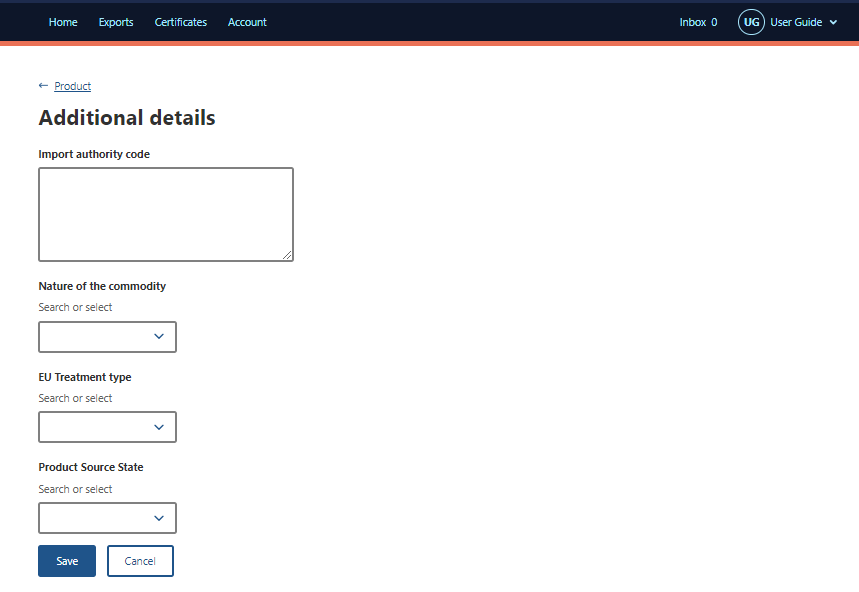 Home Exports Certificates Account Inbox 0 UG User Guide
← Product
Additional details
Import authority code
Nature of the commodity
Search or select
EU Treatment type
Search or select
Product Source State
Search or select
Save Cancel